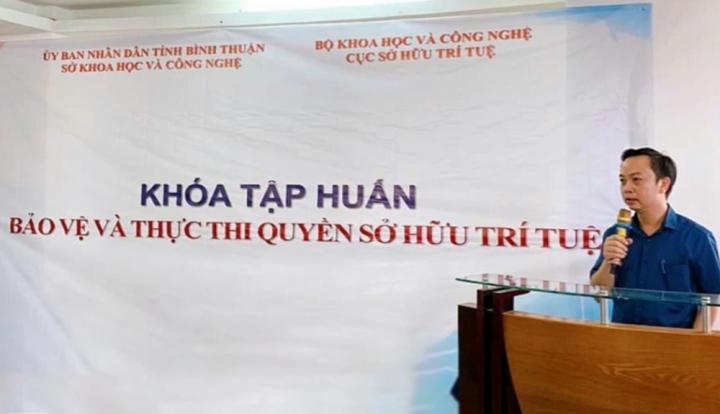 ỦY BAN NHÂN DÂN TỈNH BÌNH THUẬN
SỞ KHOA HỌC VÀ CÔNG NGHỆ
BỘ KHOA HỌC VÀ CÔNG NGHỆ
CỤC SỞ HỮU TRÍ TUỆ
KHÓA TẬP HUẤN
BẢO VỆ VÀ THỰC THI QUYỀN SỞ HỮU TRÍ TUỆ